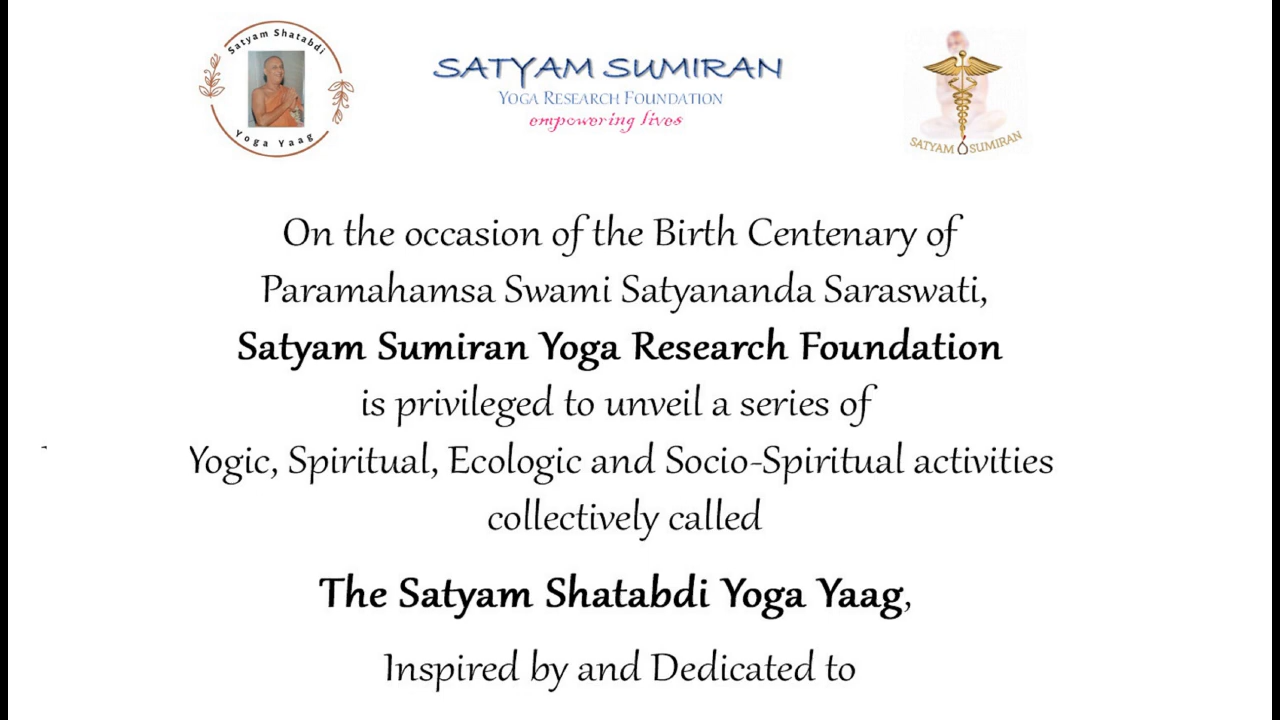 Satyam Shatabdi
Yoga Yaag
SATYAM SUMIRAN
YOGA RESEARCH FOUNDATION
empowering lives
SATYAM SUMIRAN
On the occasion of the Birth Centenary of
Paramahamsa Swami Satyananda Saraswati,
Satyam Sumiran Yoga Research Foundation
is privileged to unveil a series of
Yogic, Spiritual, Ecologic and Socio-Spiritual activities
collectively called
The Satyam Shatabdi Yoga Yaag,
Inspired by and Dedicated to